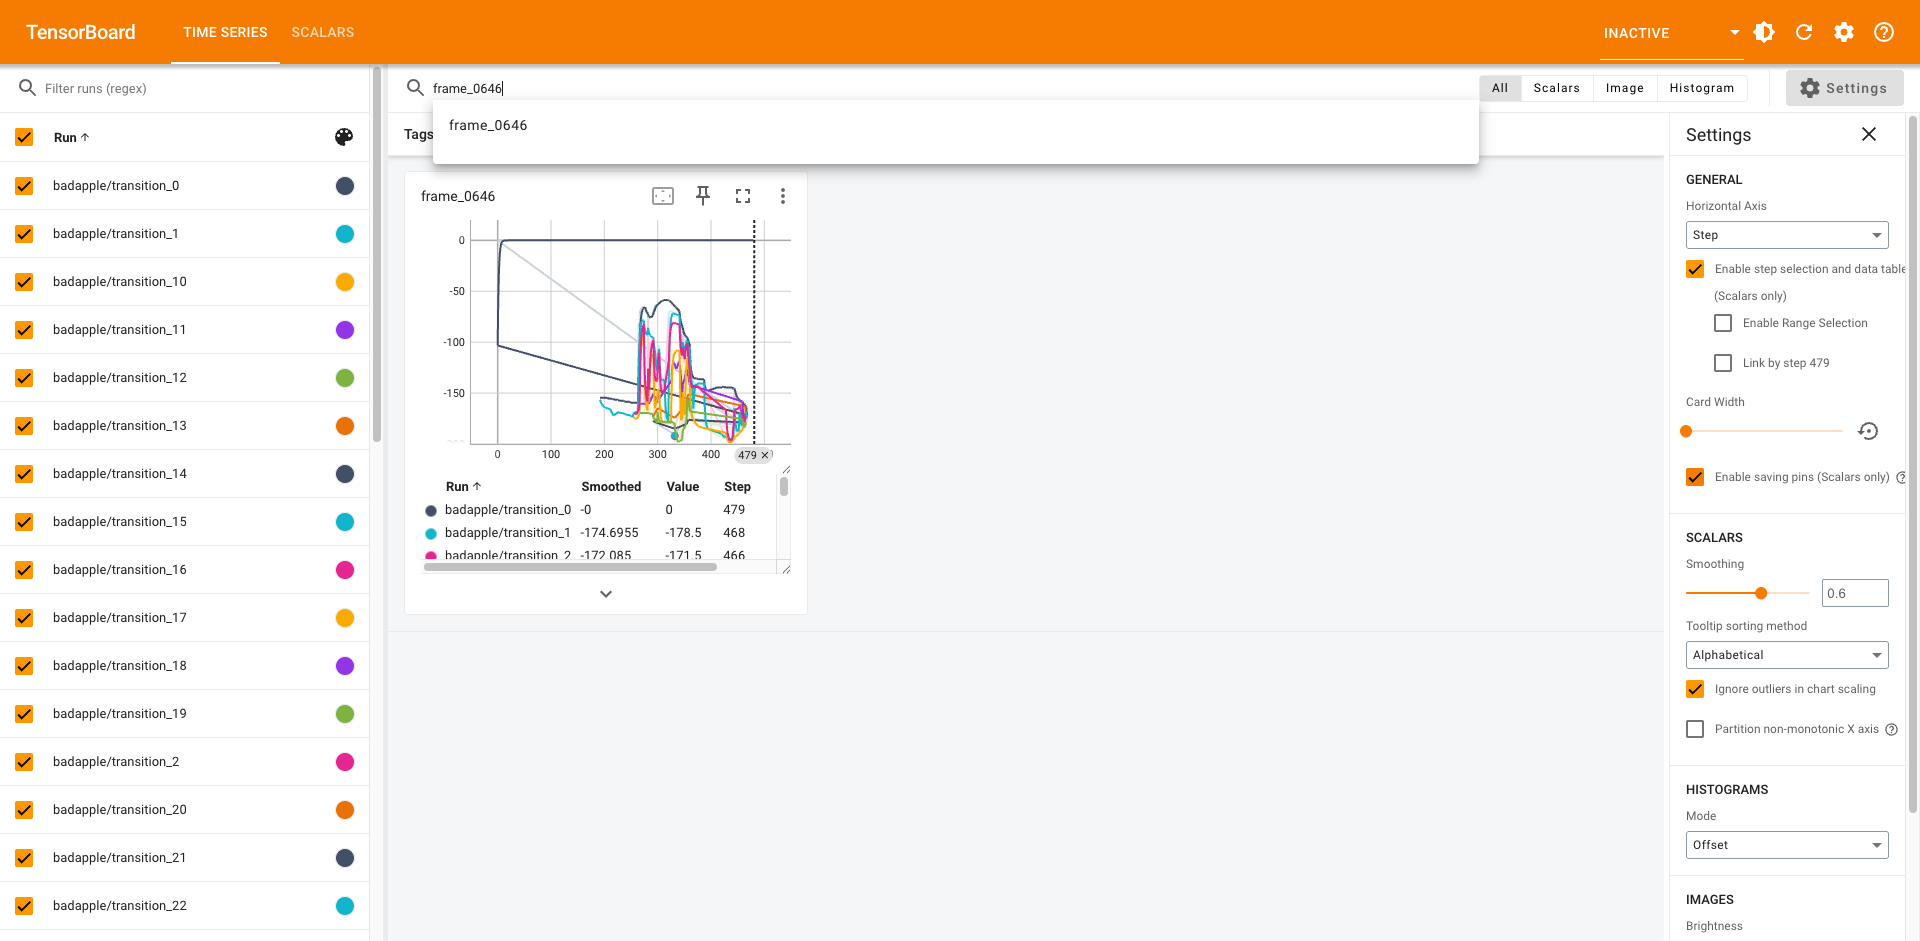 TensorBoard
TIME SERIES
SCALARS
INACTIVE
Filter runs (regex)
frame_0646
All
Scalars
Image
Histogram
Settings
frame_0646
Tags
Run
badapple/transition_0
badapple/transition_1
badapple/transition_10
badapple/transition_11
badapple/transition_12
badapple/transition_13
badapple/transition_14
badapple/transition_15
badapple/transition_16
badapple/transition_17
badapple/transition_18
badapple/transition_19
badapple/transition_2
badapple/transition_20
badapple/transition_21
badapple/transition_22
frame_0646
0
-50
-100
-150
0 100 200 300 400 479
Run Smoothed Value Step
badapple/transition_0 -0 0 479
badapple/transition_1 -174.6955 -178.5 468
badapple/transition_2 -172.085 -171.5 466
Settings
GENERAL
Horizontal Axis
Step
Enable step selection and data table
(Scalars only)
Enable Range Selection
Link by step 479
Card Width
Enable saving pins (Scalars only)
SCALARS
Smoothing
0.6
Tooltip sorting method
Alphabetical
Ignore outliers in chart scaling
Partition non-monotonic X axis
HISTOGRAMS
Mode
Offset
IMAGES
Brightness